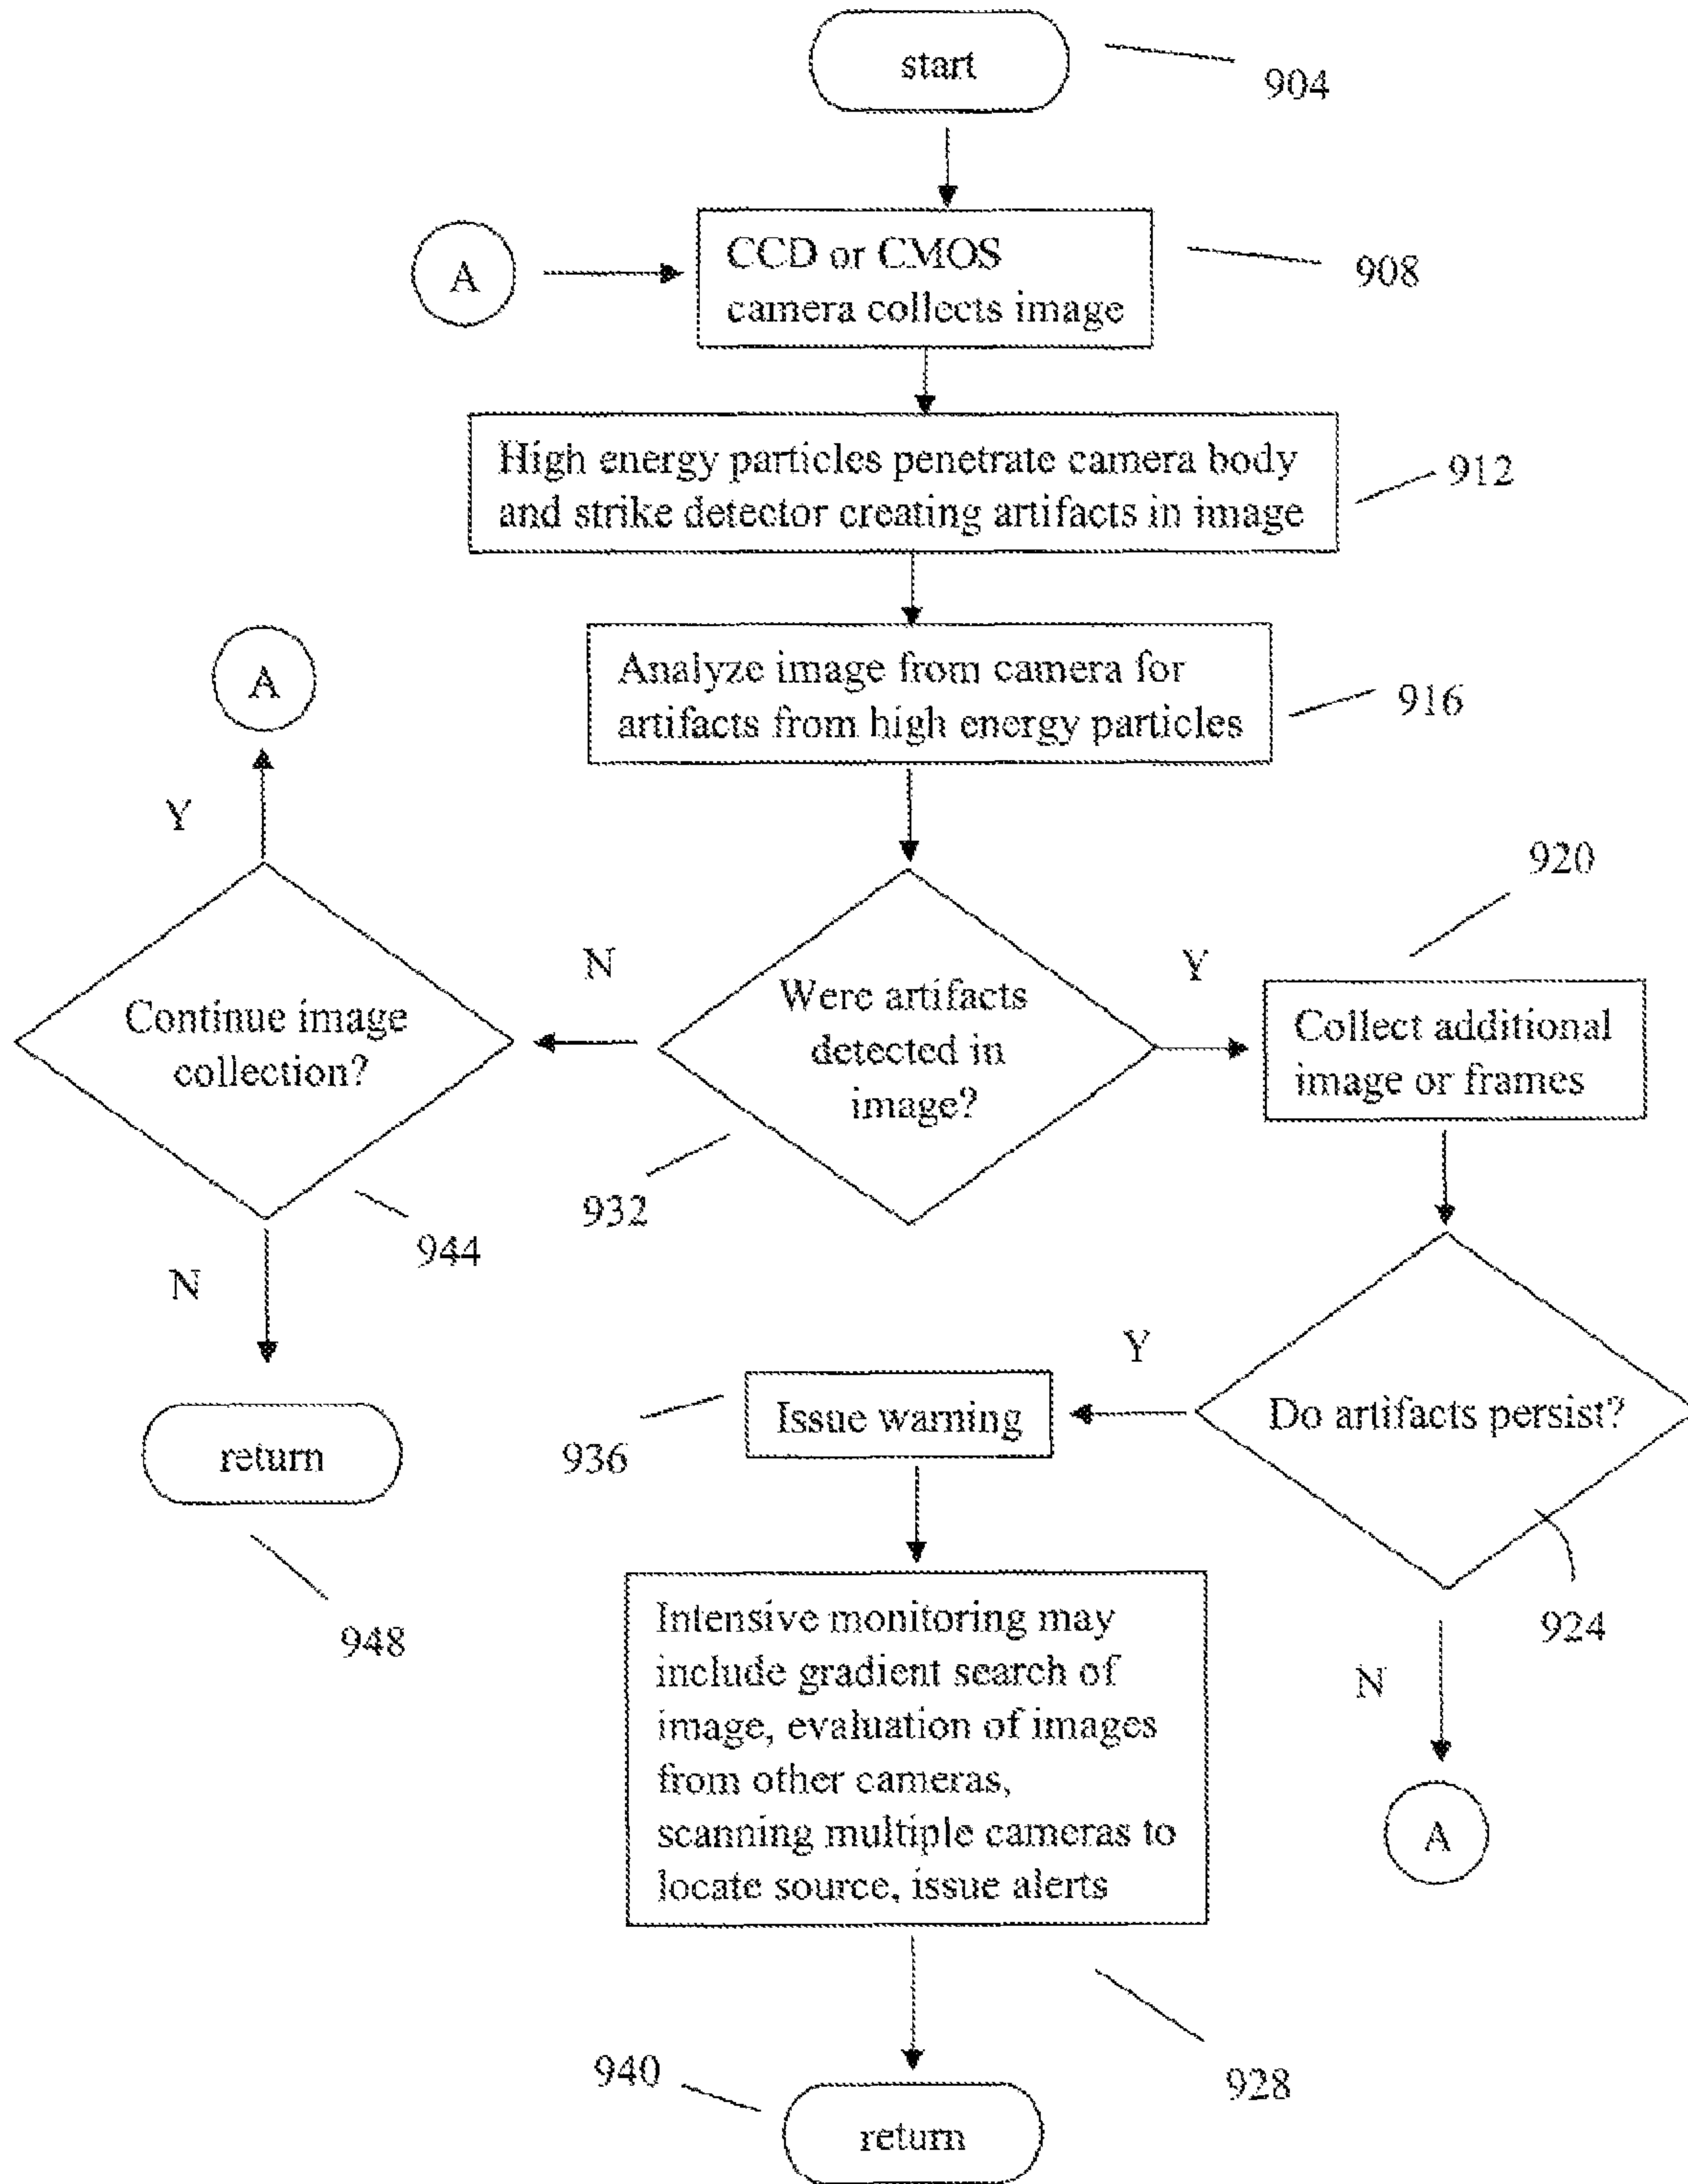 start
904
A
CCD or CMOS
camera collects image
908
High energy particles penetrate camera body
and strike detector creating artifacts in image
912
Analyze image from camera for
artifacts from high energy particles
916
A
Y
Continue image
collection?
944
N
return
948
N
Were artifacts
detected in
image?
932
Y
920
Collect additional
image or frames
Do artifacts persist?
924
Y
Issue warning
936
N
A
Intensive monitoring may
include gradient search of
image, evaluation of images
from other cameras,
scanning multiple cameras to
locate source, issue alerts
928
940
return